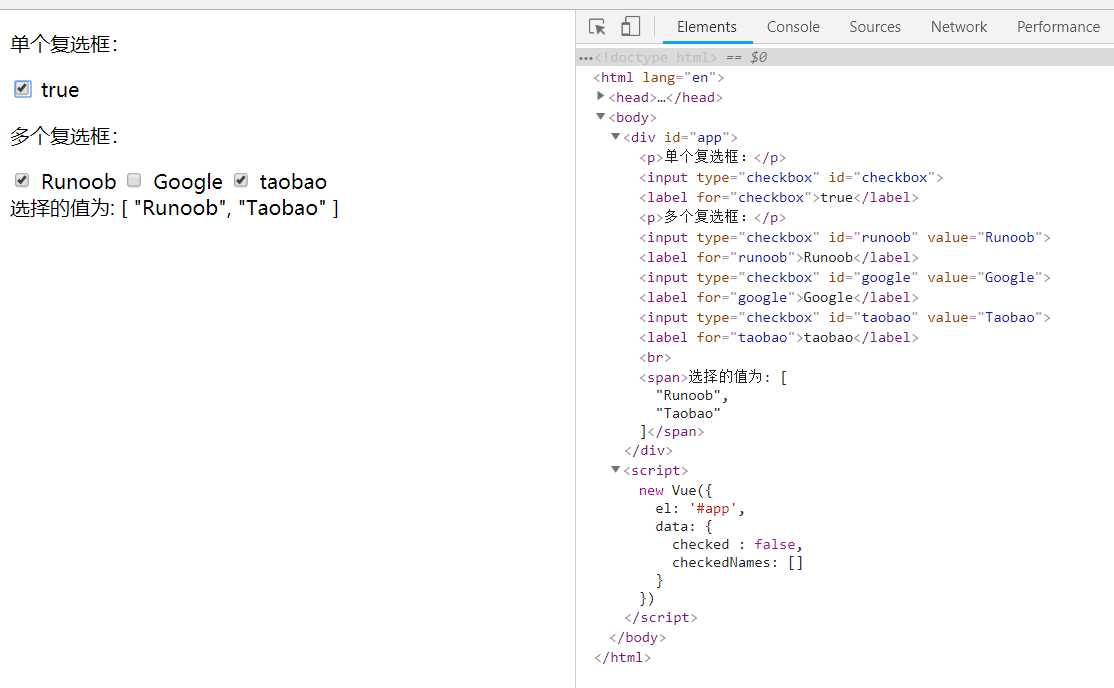 单个复选框：
true
多个复选框：
Runoob Google taobao
选择的值为: [ "Runoob", "Taobao" ]
Elements Console Sources Network Performance
…<!doctype html> == $0
<html lang="en">
<head>…</head>
<body>
<div id="app">
<p>单个复选框：</p>
<input type="checkbox" id="checkbox">
<label for="checkbox">true</label>
<p>多个复选框：</p>
<input type="checkbox" id="runoob" value="Runoob">
<label for="runoob">Runoob</label>
<input type="checkbox" id="google" value="Google">
<label for="google">Google</label>
<input type="checkbox" id="taobao" value="Taobao">
<label for="taobao">taobao</label>
<br>
<span>选择的值为: [
"Runoob",
"Taobao"
]</span>
</div>
<script>
new Vue({
el: '#app',
data: {
checked : false,
checkedNames: []
}
})
</script>
</body>
</html>